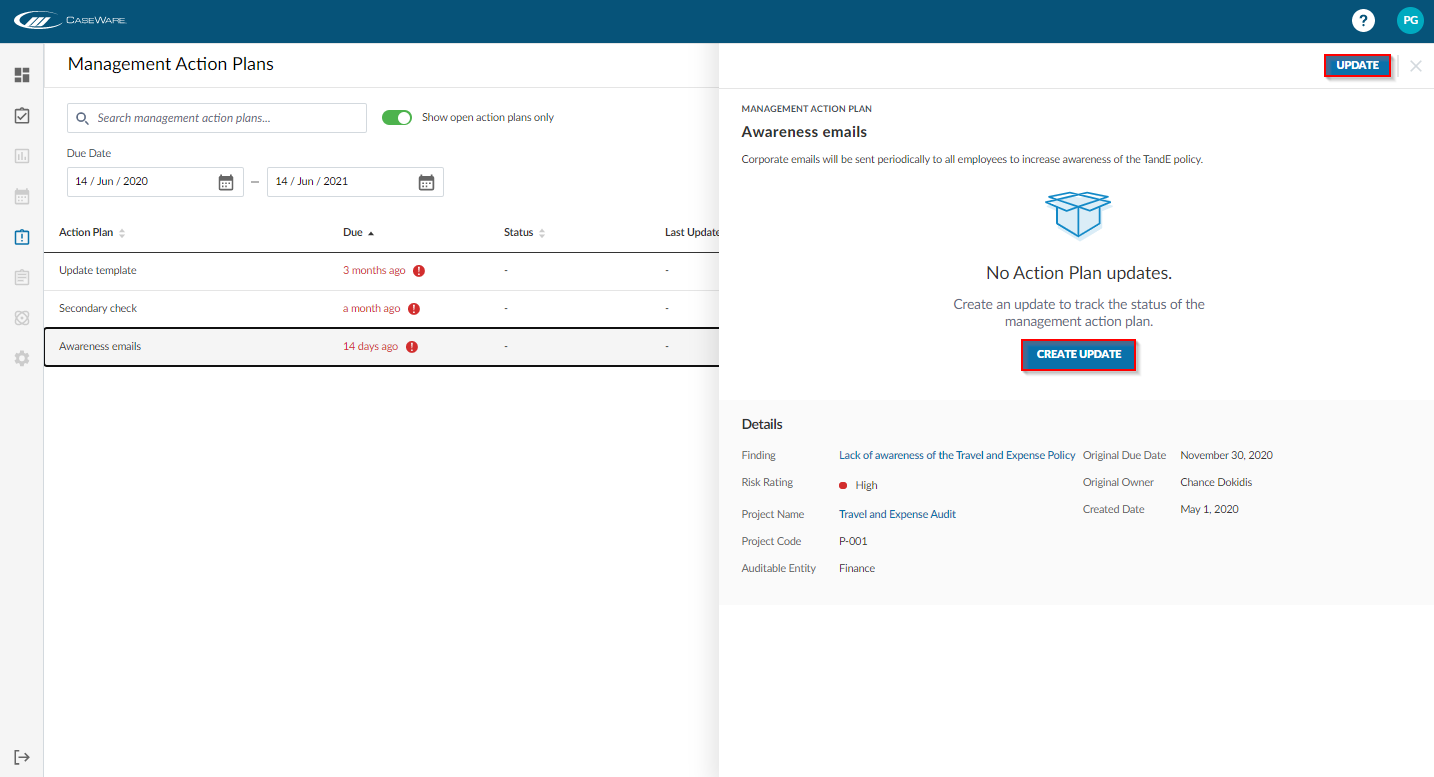 CASEWARE.
?
PG
Management Action Plans
UPDATE
Search management action plans...
Show open action plans only
Due Date
14 / Jun / 2020
–
14 / Jun / 2021
Action Plan
Due
Status
Last Update
Update template
3 months ago
-
-
Secondary check
a month ago
-
-
Awareness emails
14 days ago
-
-
MANAGEMENT ACTION PLAN
Awareness emails
Corporate emails will be sent periodically to all employees to increase awareness of the TandE policy.
No Action Plan updates.
Create an update to track the status of the
management action plan.
CREATE UPDATE
Details
Finding
Lack of awareness of the Travel and Expense Policy
Original Due Date
November 30, 2020
Risk Rating
High
Original Owner
Chance Dokidis
Project Name
Travel and Expense Audit
Created Date
May 1, 2020
Project Code
P-001
Auditable Entity
Finance